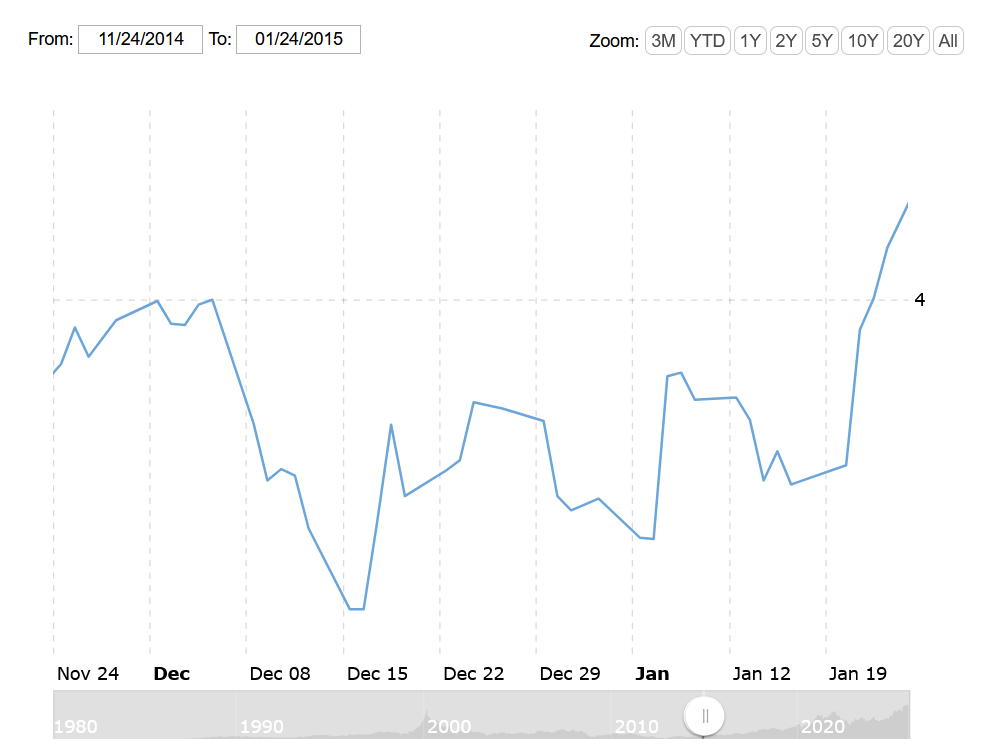 From: 11/24/2014 To: 01/24/2015 Zoom: 3M YTD 1Y 2Y 5Y 10Y 20Y All
4
Nov 24 Dec Dec 08 Dec 15 Dec 22 Dec 29 Jan Jan 12 Jan 19
1980 1990 2000 2010 2020